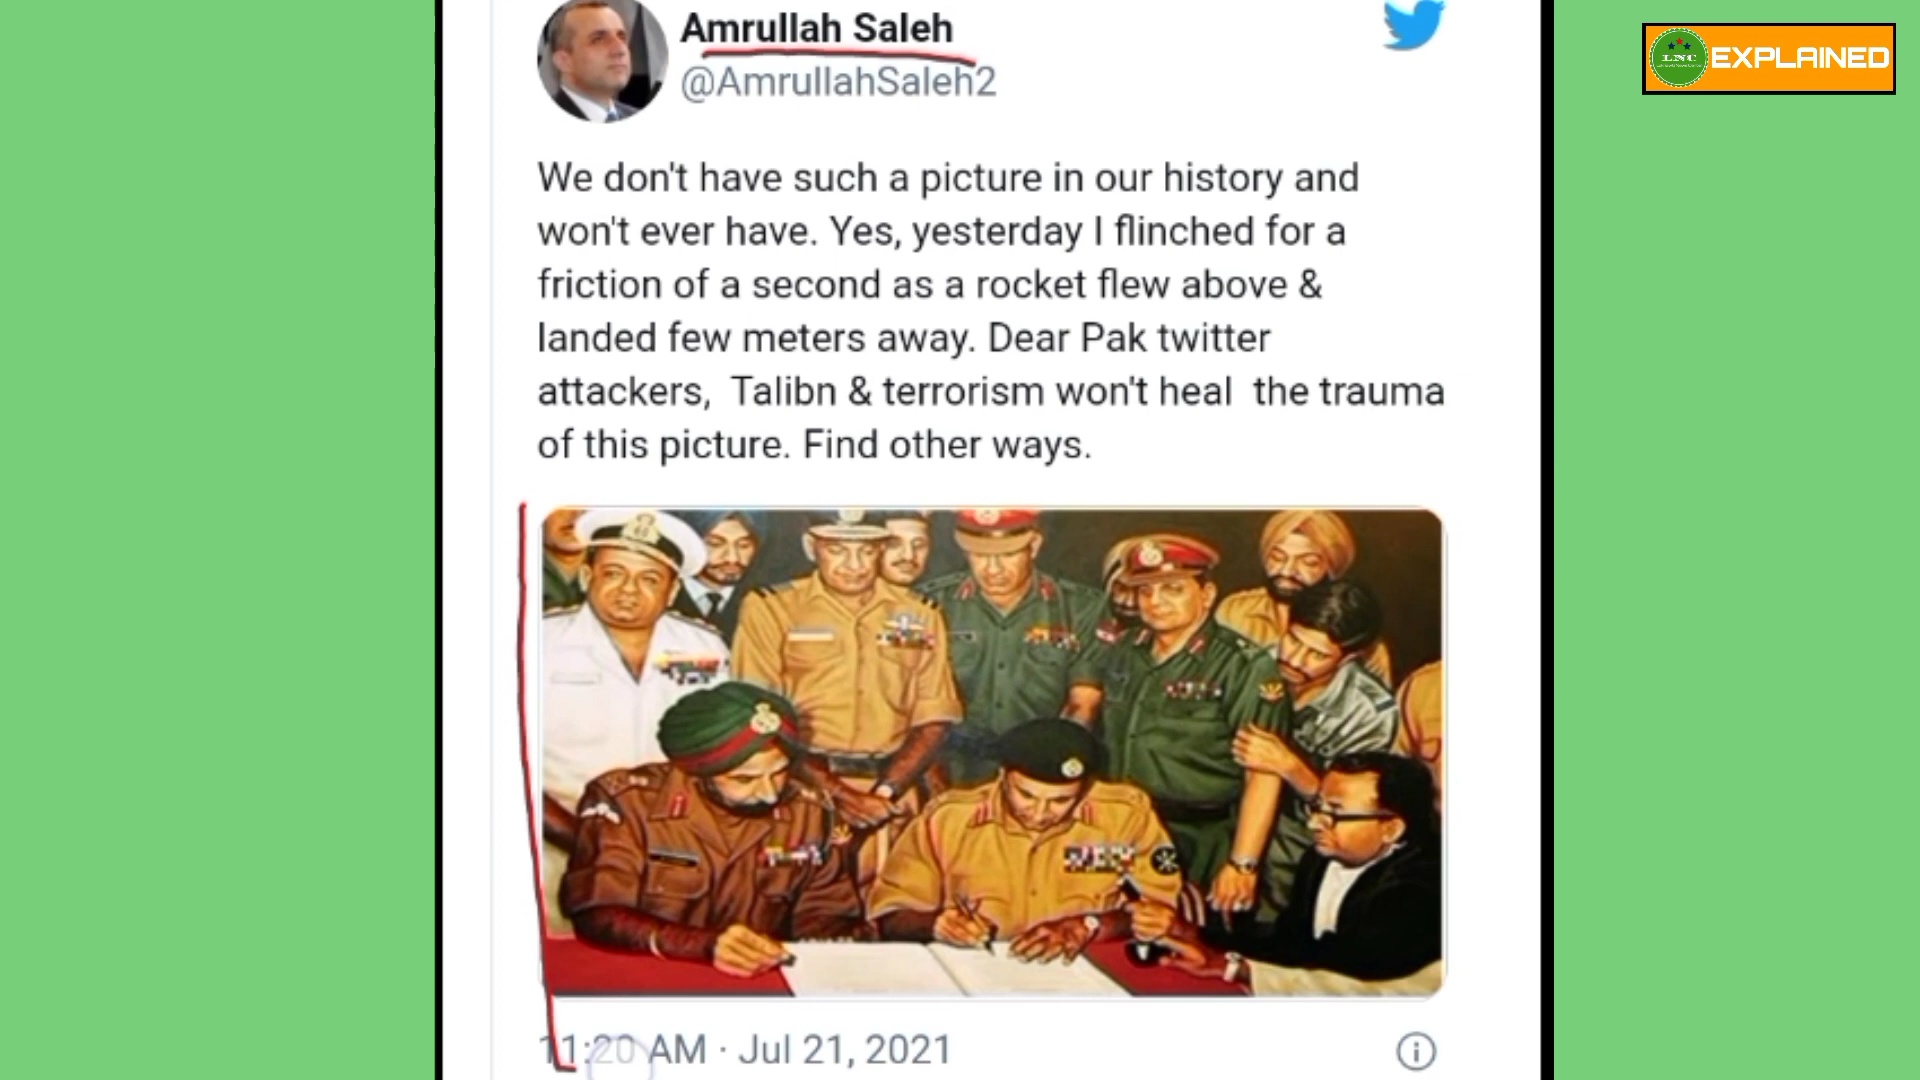 Amrullah Saleh
@AmrullahSaleh2
LNC
EXPLAINED
We don't have such a picture in our history and
won't ever have. Yes, yesterday I flinched for a
friction of a second as a rocket flew above &
landed few meters away. Dear Pak twitter
attackers,  Talibn & terrorism won't heal  the trauma
of this picture. Find other ways.
11:20 AM · Jul 21, 2021